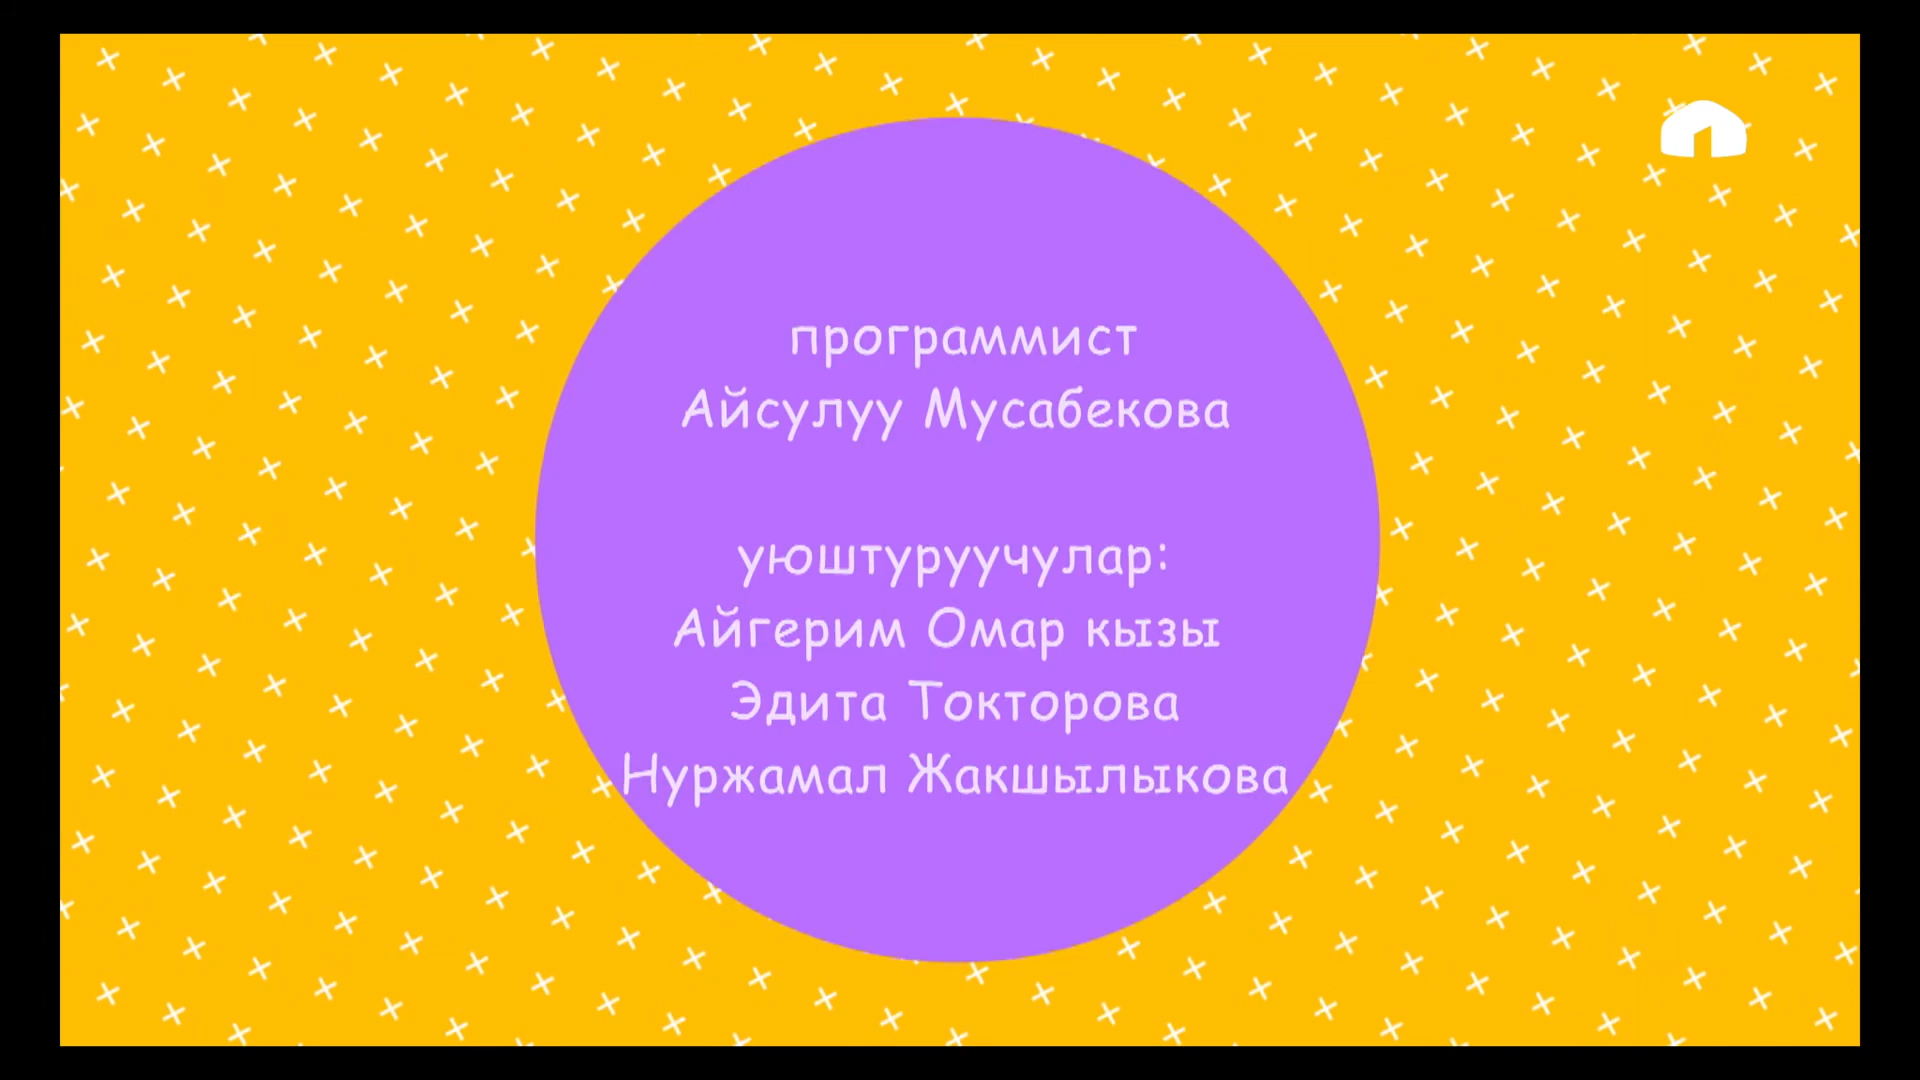 программист
Айсулуу Мусабекова
уюштуруучулар:
Айгерим Омар кызы
Эдита Токторова
Нуржамал Жакшылыкова